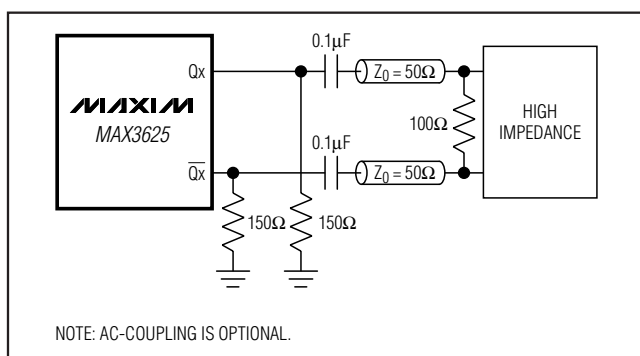 0.1µF
Qx
Z0 = 50Ω
MAXIM
MAX3625
100Ω
HIGH
IMPEDANCE
0.1µF
Q̅x̅
Z0 = 50Ω
150Ω
150Ω
NOTE: AC-COUPLING IS OPTIONAL.